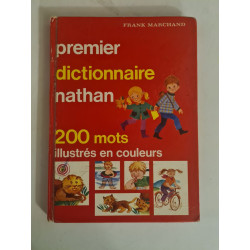 FRANK MARCHAND
premier
dictionnaire
nathan
200 mots
illustrés en couleurs